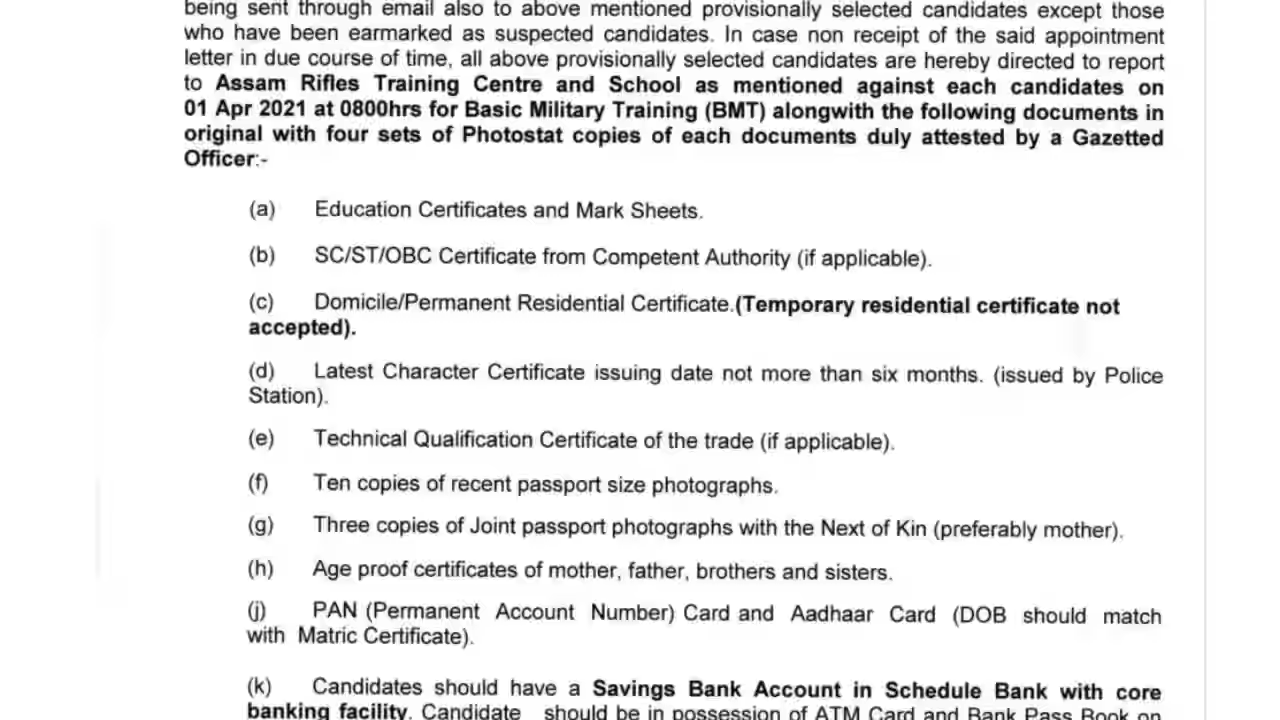 being sent through email also to above mentioned provisionally selected candidates except those
who have been earmarked as suspected candidates. In case non receipt of the said appointment
letter in due course of time, all above provisionally selected candidates are hereby directed to report
to Assam Rifles Training Centre and School as mentioned against each candidates on
01 Apr 2021 at 0800hrs for Basic Military Training (BMT) alongwith the following documents in
original with four sets of Photostat copies of each documents duly attested by a Gazetted
Officer:-
(a) Education Certificates and Mark Sheets.
(b) SC/ST/OBC Certificate from Competent Authority (if applicable).
(c) Domicile/Permanent Residential Certificate.(Temporary residential certificate not
accepted).
(d) Latest Character Certificate issuing date not more than six months. (issued by Police
Station).
(e) Technical Qualification Certificate of the trade (if applicable).
(f) Ten copies of recent passport size photographs.
(g) Three copies of Joint passport photographs with the Next of Kin (preferably mother).
(h) Age proof certificates of mother, father, brothers and sisters.
(j) PAN (Permanent Account Number) Card and Aadhaar Card (DOB should match
with Matric Certificate).
(k) Candidates should have a Savings Bank Account in Schedule Bank with core
banking facility. Candidate should be in possession of ATM Card and Bank Pass Book on